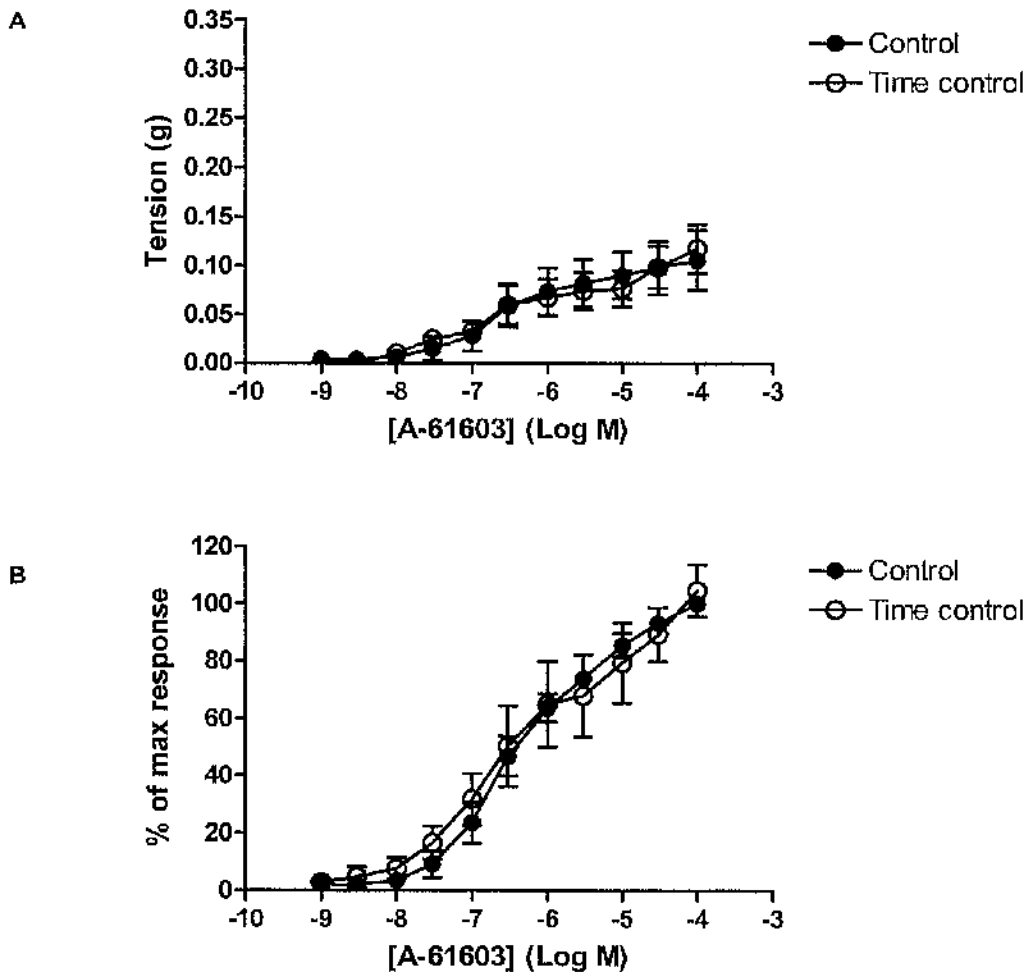 A
0.35
0.30
0.25
0.20
0.15
0.10
0.05
0.00
Tension (g)
-10 -9 -8 -7 -6 -5 -4 -3
[A-61603] (Log M)
Control
Time control
B
120
100
80
60
40
20
0
% of max response
-10 -9 -8 -7 -6 -5 -4 -3
[A-61603] (Log M)
Control
Time control